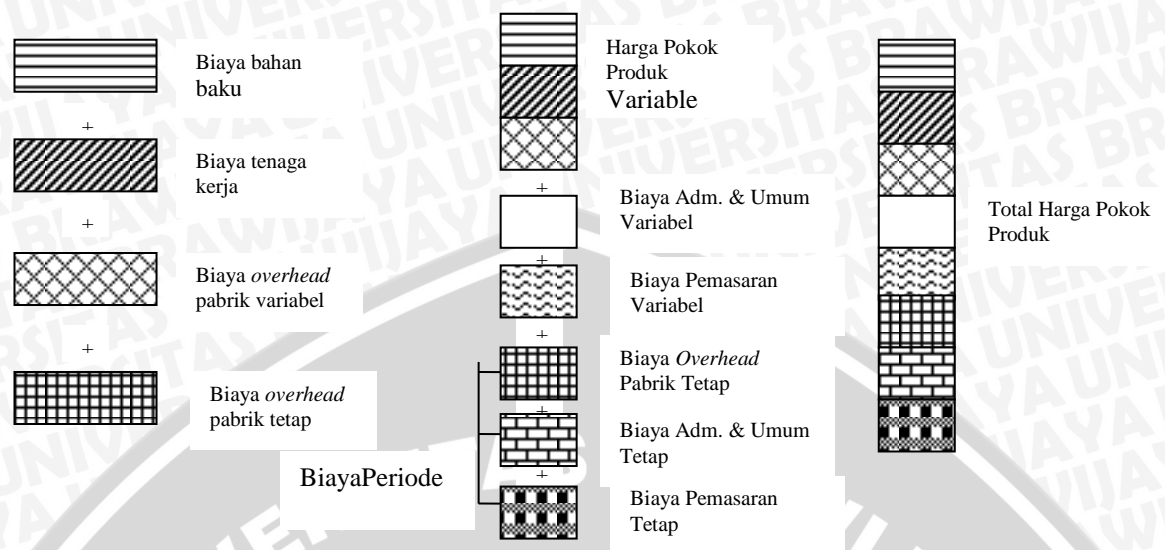 Biaya bahan
baku
+
Biaya tenaga
kerja
+
Biaya overhead
pabrik variabel
+
Biaya overhead
pabrik tetap
Harga Pokok
Produk
Variable
+
Biaya Adm. & Umum
Variabel
+
Biaya Pemasaran
Variabel
+
Biaya Overhead
Pabrik Tetap
+
Biaya Adm. & Umum
Tetap
+
Biaya Pemasaran
Tetap
BiayaPeriode
Total Harga Pokok
Produk